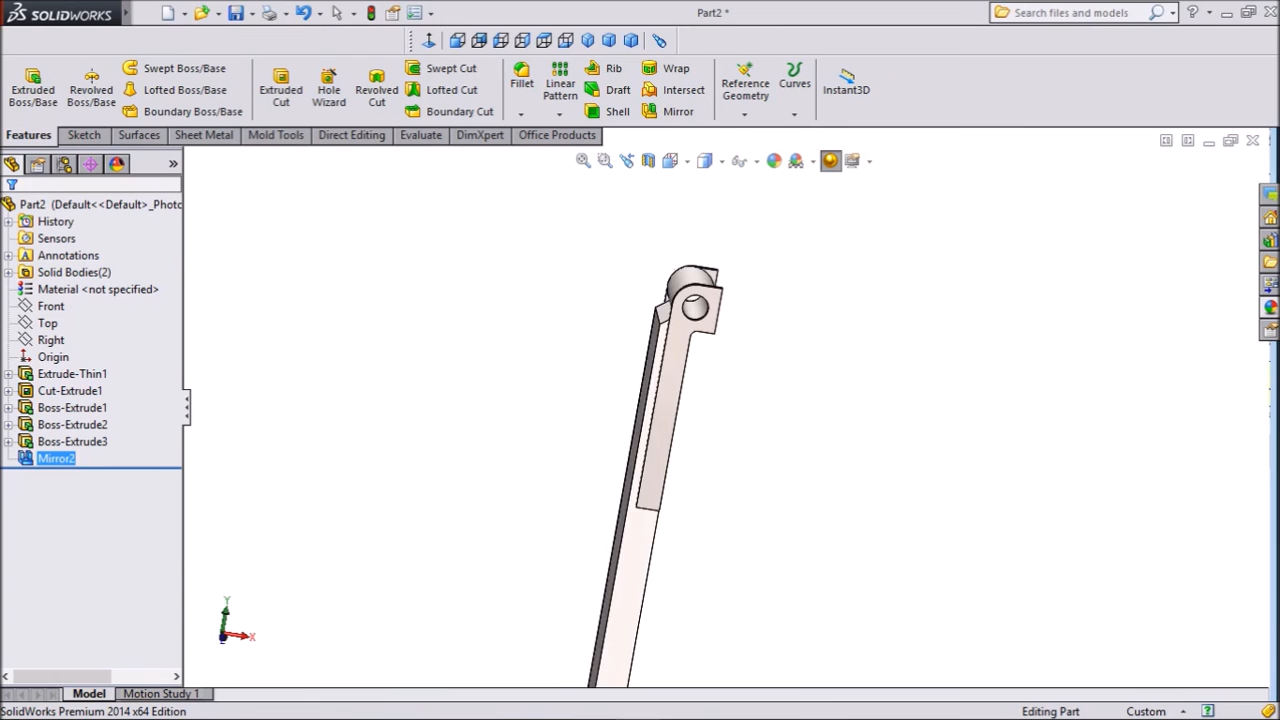 SOLIDWORKS
Part2 *
Search files and models
Extruded Boss/Base
Revolved Boss/Base
Swept Boss/Base
Lofted Boss/Base
Boundary Boss/Base
Extruded Cut
Hole Wizard
Revolved Cut
Swept Cut
Lofted Cut
Boundary Cut
Fillet
Linear Pattern
Rib
Draft
Shell
Wrap
Intersect
Mirror
Reference Geometry
Curves
Instant3D
Features
Sketch
Surfaces
Sheet Metal
Mold Tools
Direct Editing
Evaluate
DimXpert
Office Products
Part2 (Default<<Default>_Photo
History
Sensors
Annotations
Solid Bodies(2)
Material <not specified>
Front
Top
Right
Origin
Extrude-Thin1
Cut-Extrude1
Boss-Extrude1
Boss-Extrude2
Boss-Extrude3
Mirror2
Y
X
Z
Model
Motion Study 1
SolidWorks Premium 2014 x64 Edition
Editing Part
Custom